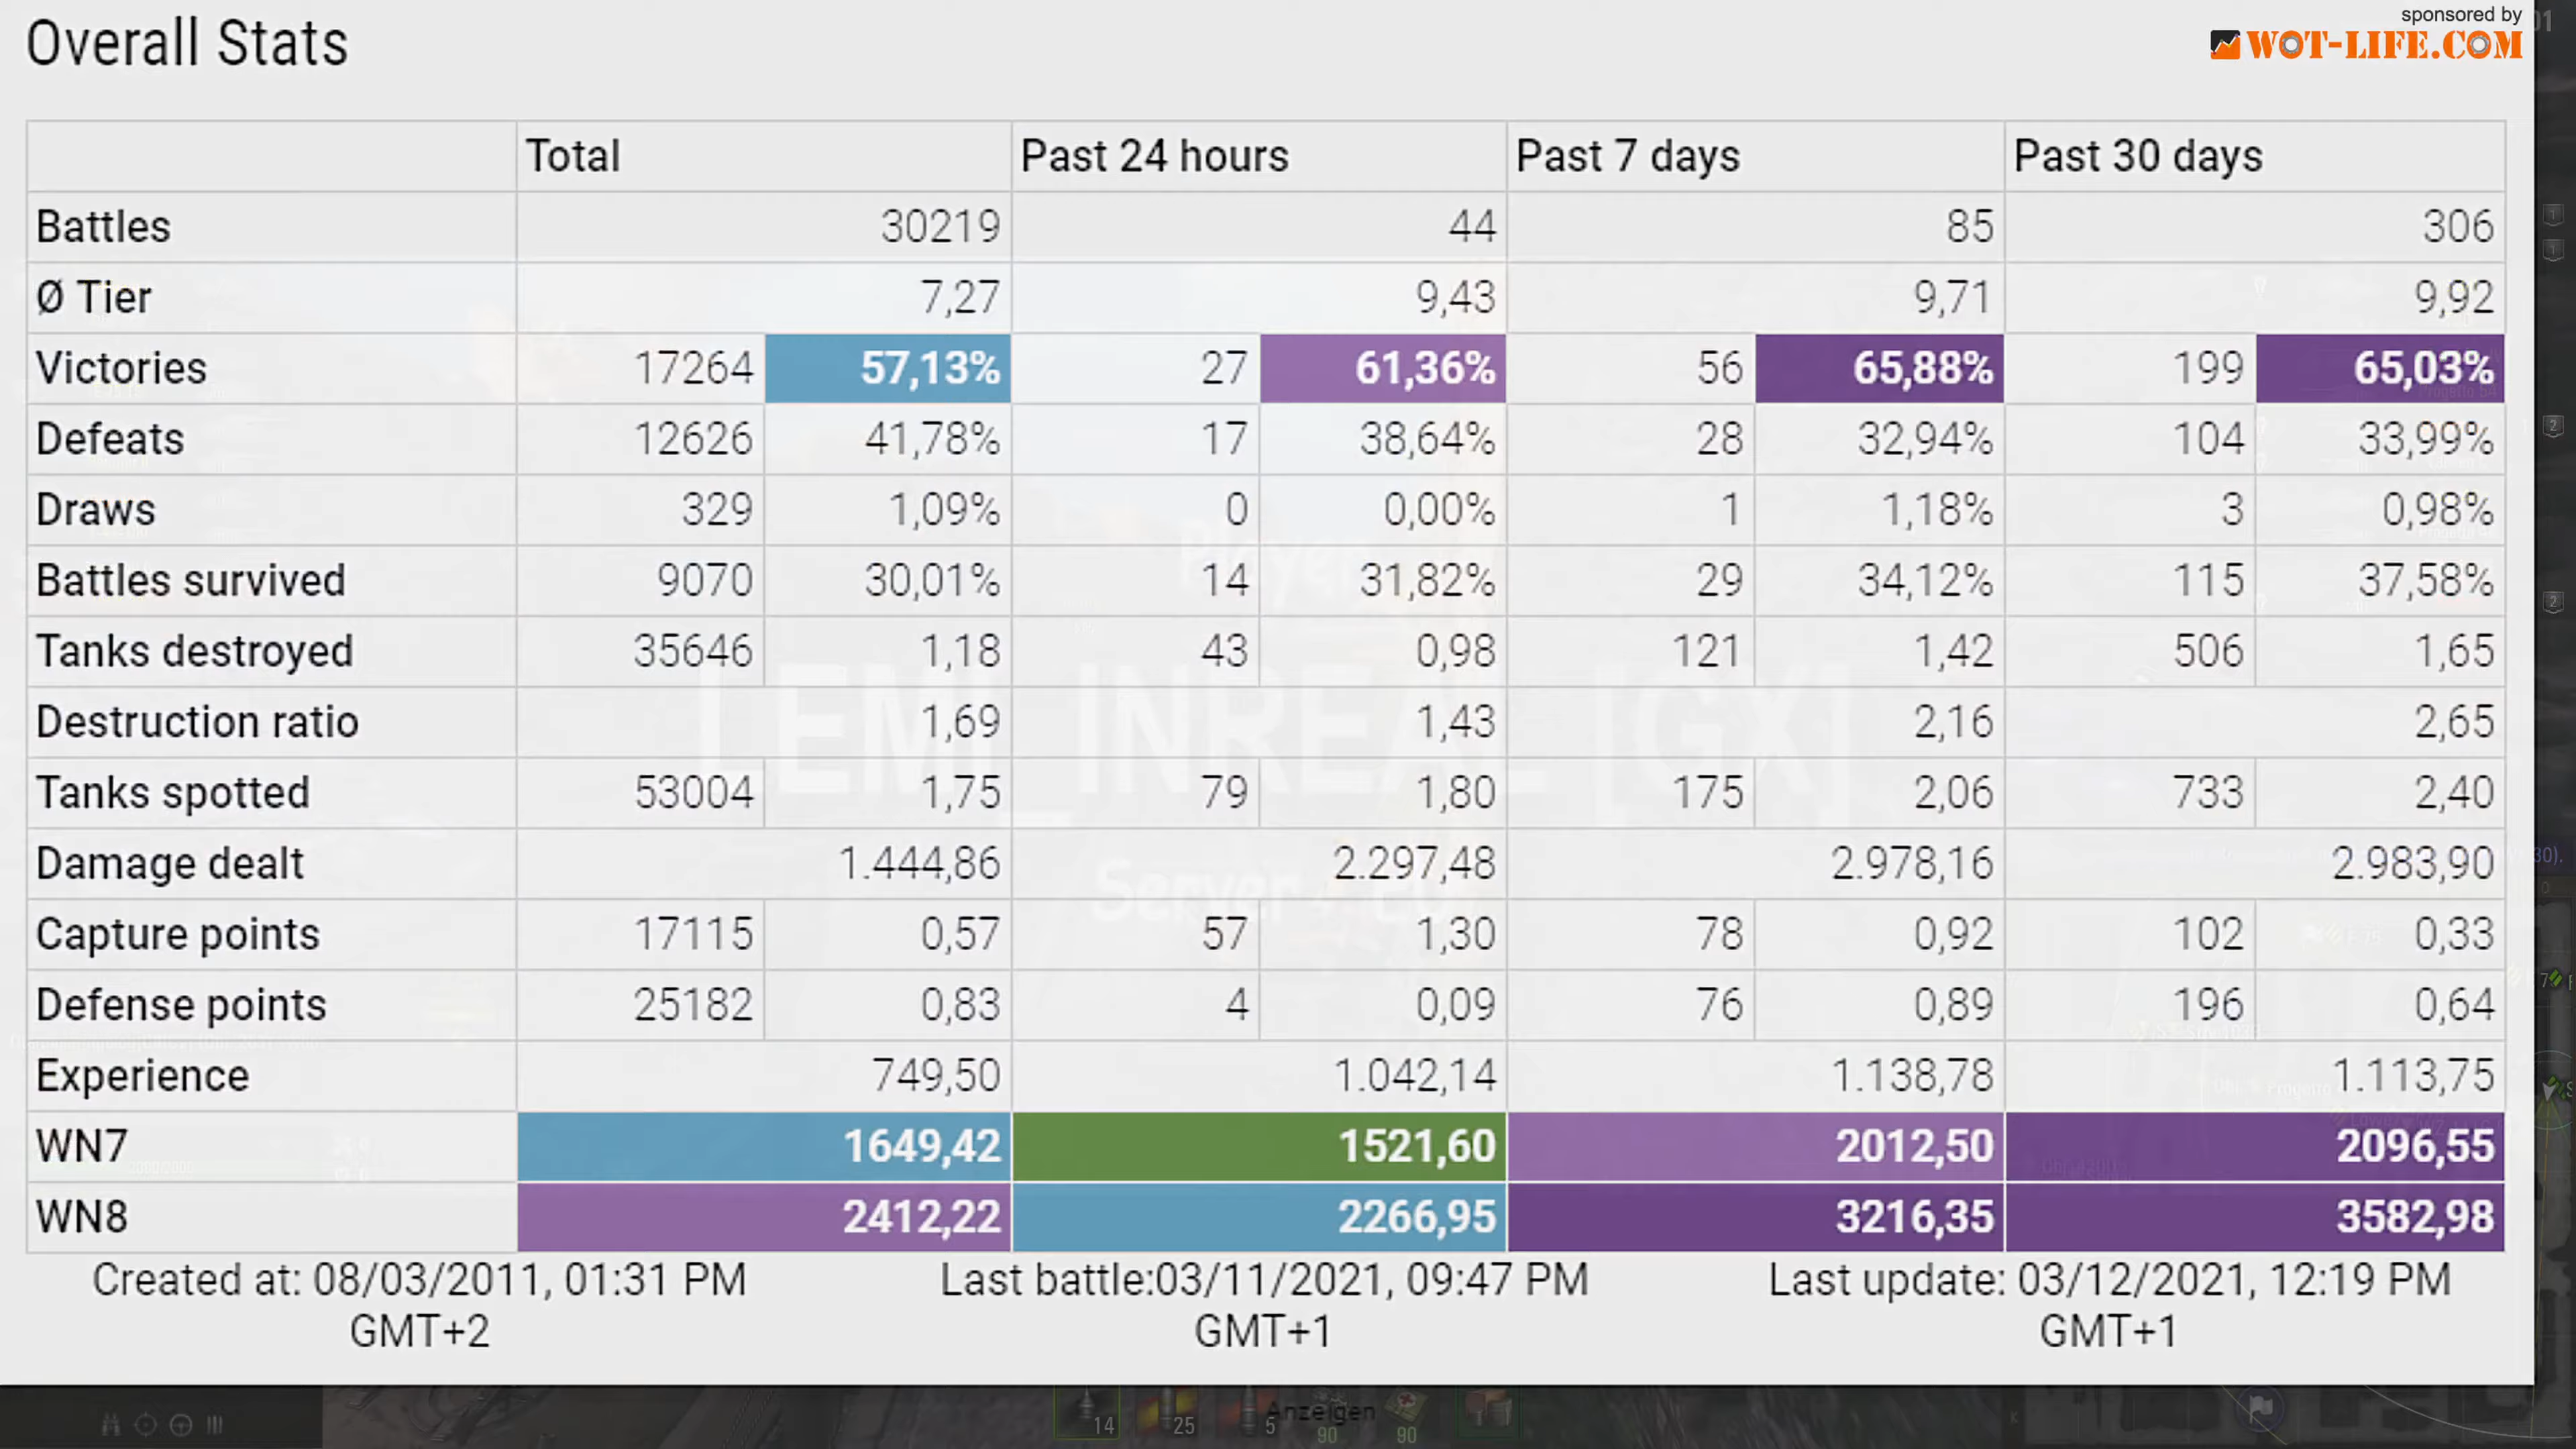 Overall Stats
sponsored by
WOT-LIFE.COM
Total Past 24 hours Past 7 days Past 30 days
Battles 30219 44 85 306
Ø Tier 7,27 9,43 9,71 9,92
Victories 17264 57,13% 27 61,36% 56 65,88% 199 65,03%
Defeats 12626 41,78% 17 38,64% 28 32,94% 104 33,99%
Draws 329 1,09% 0 0,00% 1 1,18% 3 0,98%
Battles survived 9070 30,01% 14 31,82% 29 34,12% 115 37,58%
Tanks destroyed 35646 1,18 43 0,98 121 1,42 506 1,65
Destruction ratio 1,69 1,43 2,16 2,65
Tanks spotted 53004 1,75 79 1,80 175 2,06 733 2,40
Damage dealt 1.444,86 2.297,48 2.978,16 2.983,90
Capture points 17115 0,57 57 1,30 78 0,92 102 0,33
Defense points 25182 0,83 4 0,09 76 0,89 196 0,64
Experience 749,50 1.042,14 1.138,78 1.113,75
WN7 1649,42 1521,60 2012,50 2096,55
WN8 2412,22 2266,95 3216,35 3582,98
Created at: 08/03/2011, 01:31 PM
GMT+2
Last battle:03/11/2021, 09:47 PM
GMT+1
Last update: 03/12/2021, 12:19 PM
GMT+1
Player
LEMI_INREAL [GX]
Server : EU
14 25 5 Anzeigen
90 90